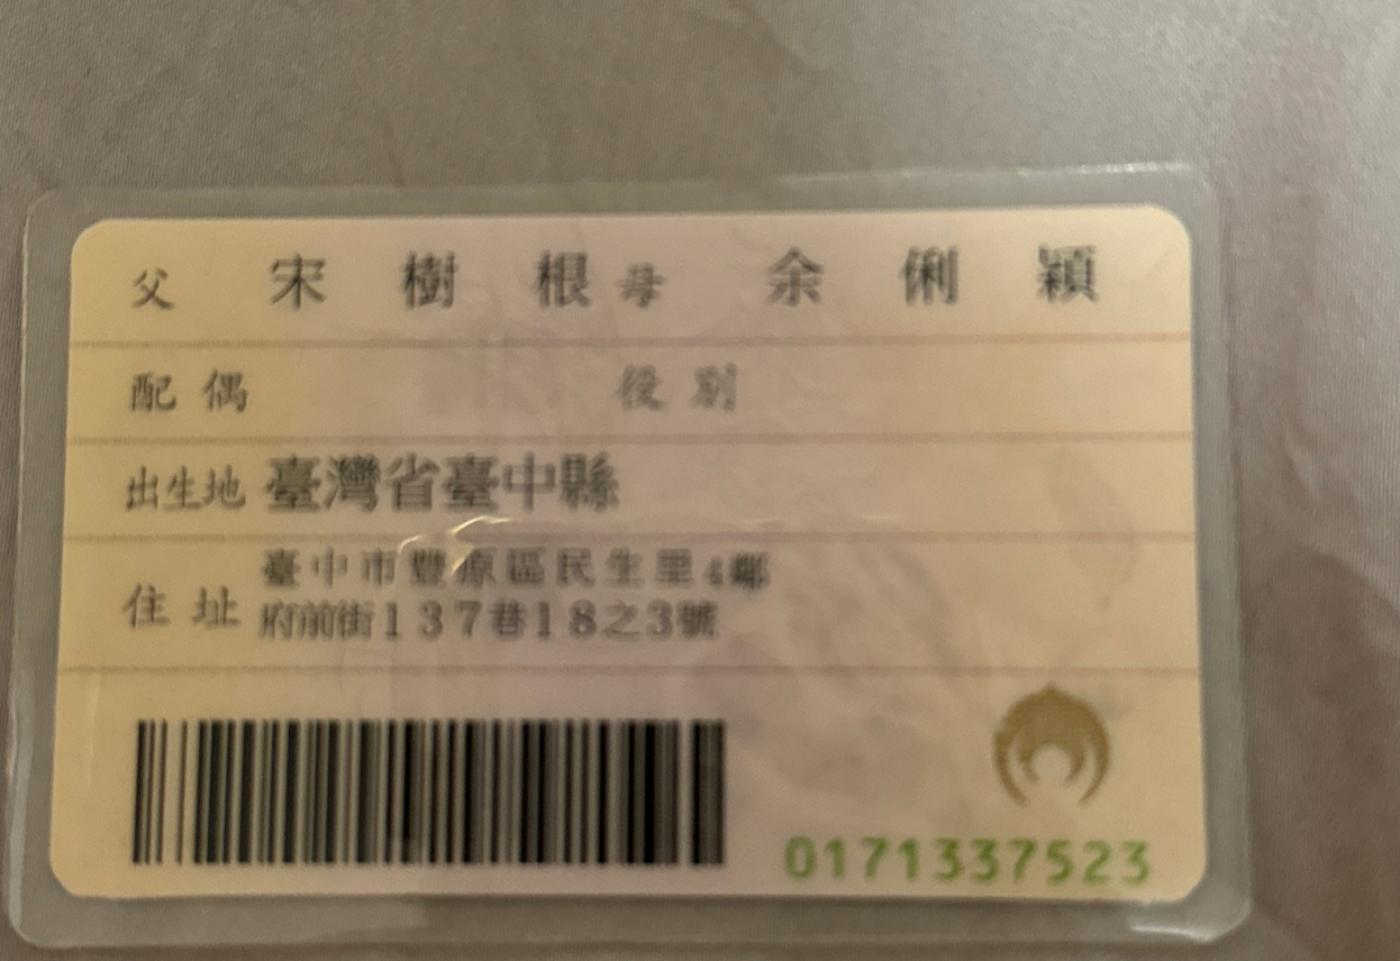 父 宋樹根 母 余俐穎
配偶 役別
出生地 臺灣省臺中縣
住址 臺中市豐原區民生里4鄰
府前街137巷18之3號
0171337523